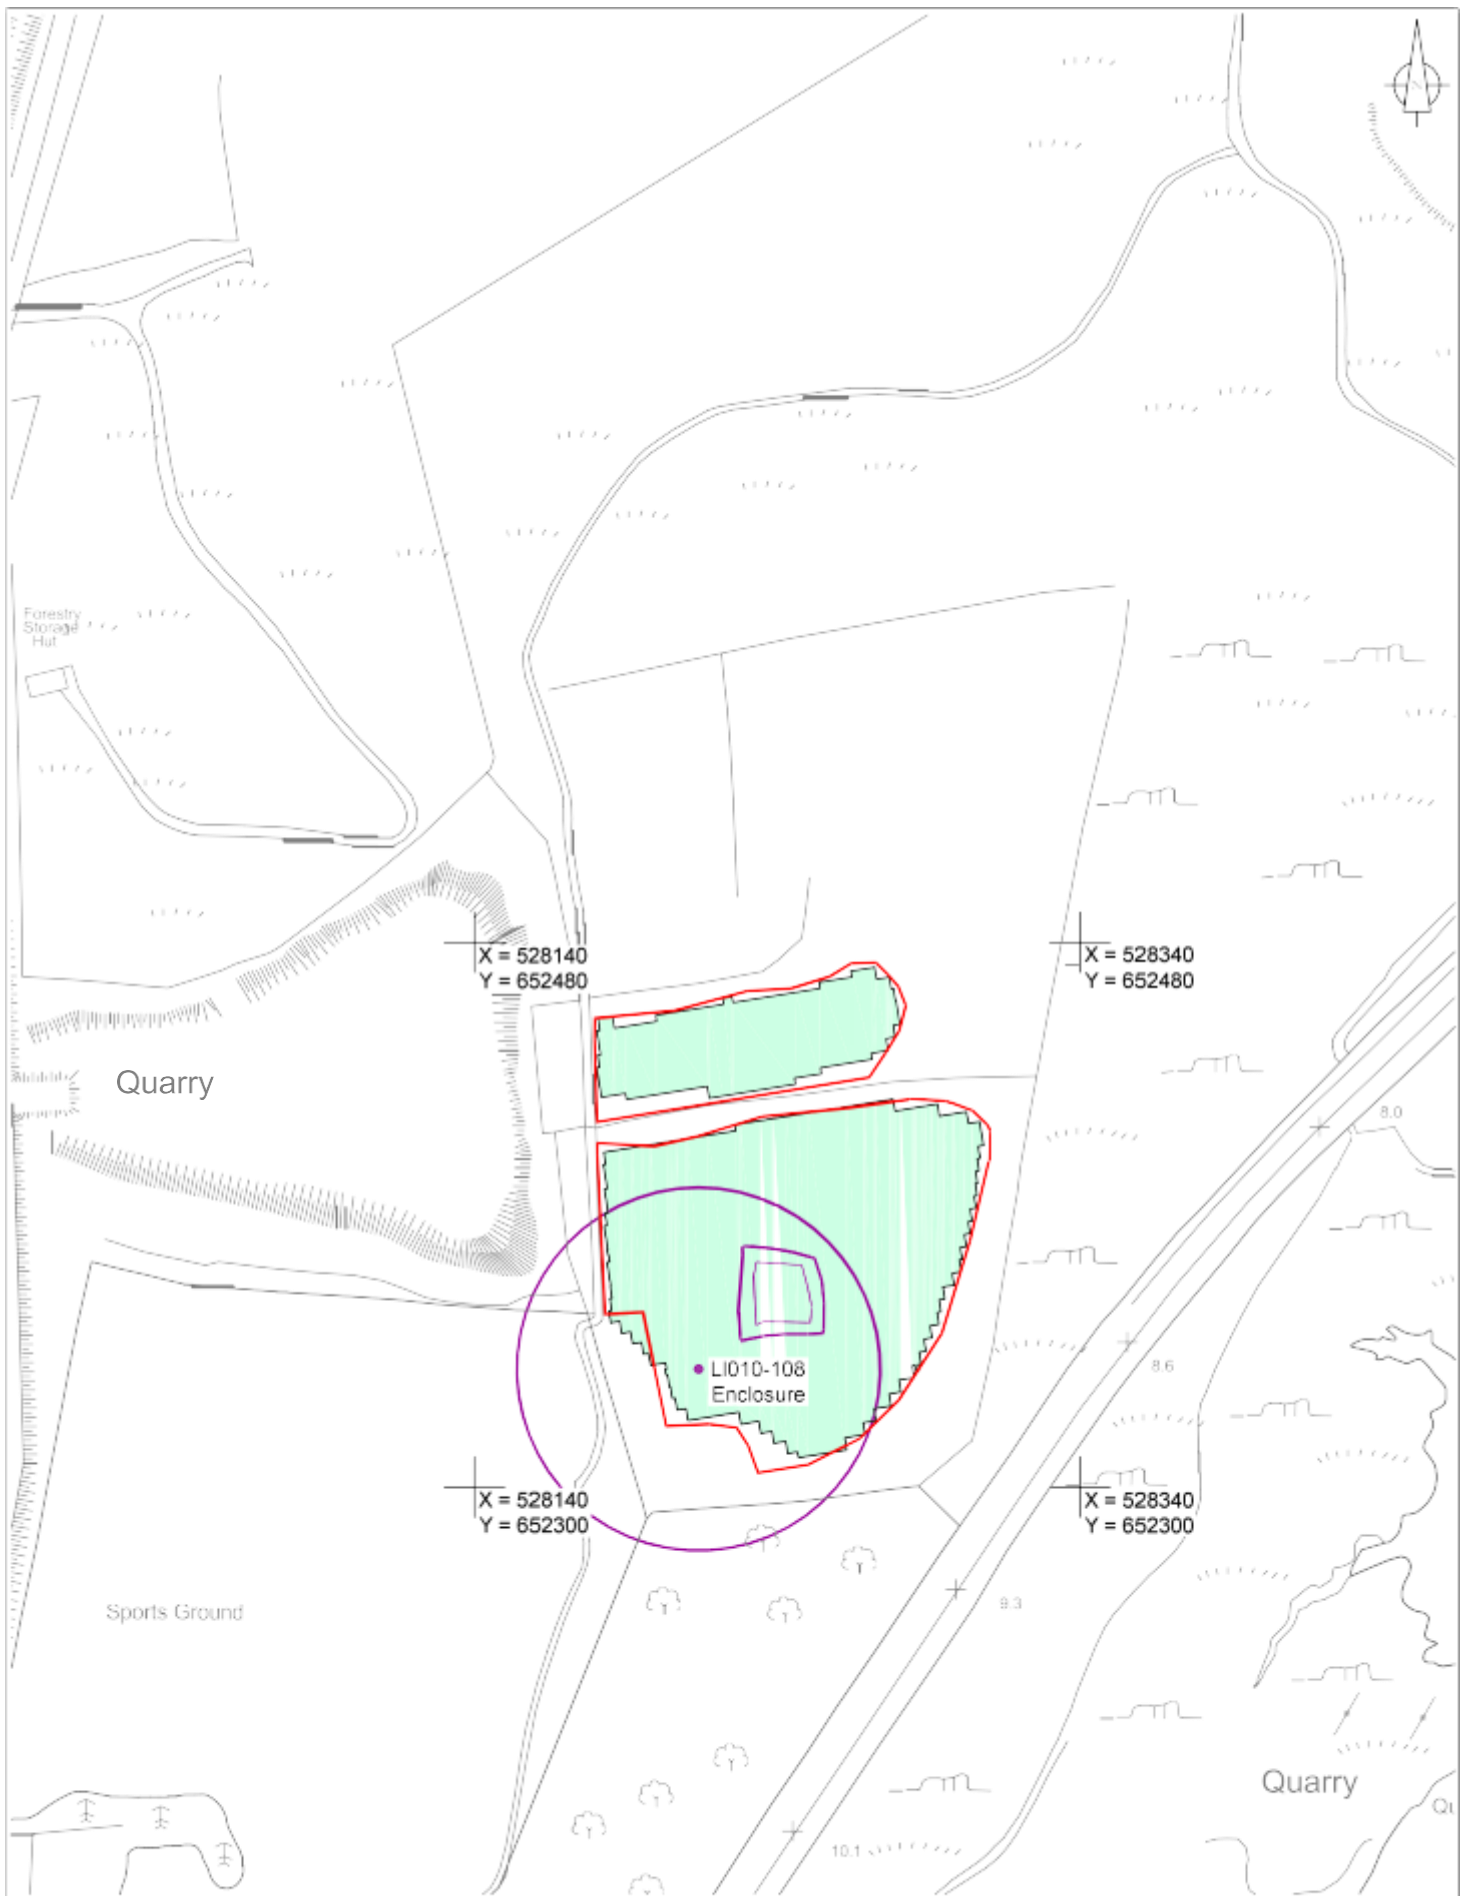 Forestry
Storage
Hut
X = 528140
Y = 652480
X = 528340
Y = 652480
Quarry
8.0
8.6
LI010-108
Enclosure
X = 528140
Y = 652300
X = 528340
Y = 652300
9.3
Sports Ground
Quarry
10.1